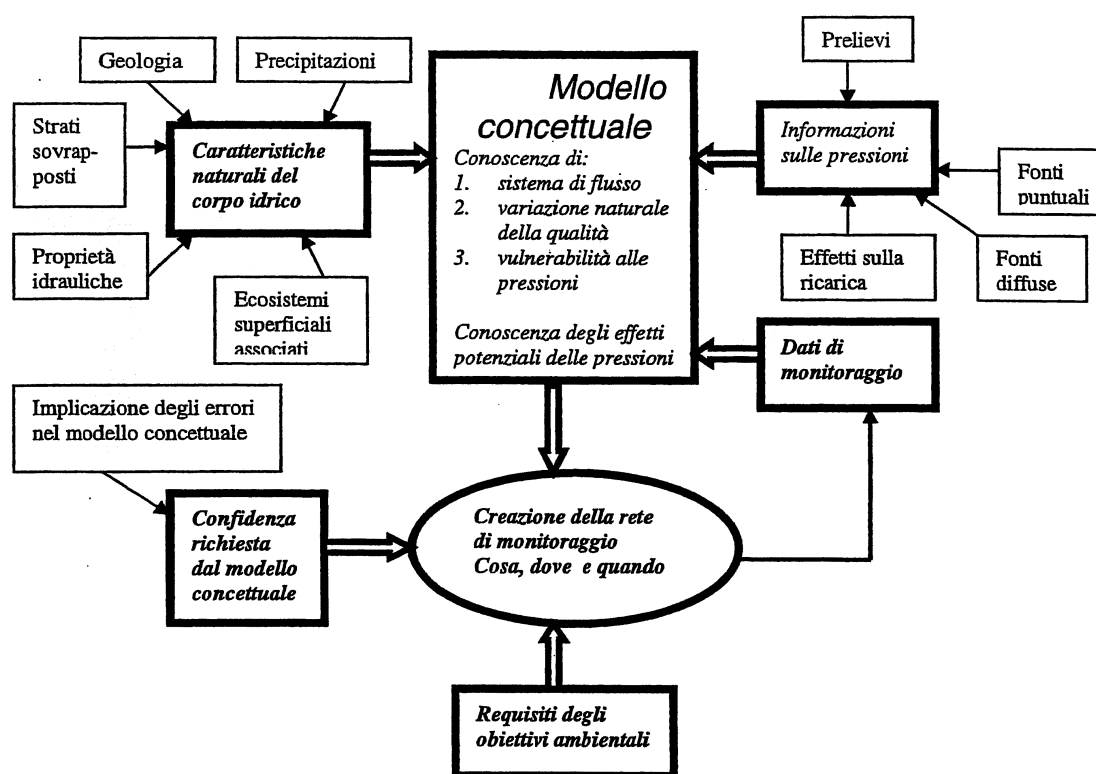 Geologia
Precipitazioni
Strati
sovrap-
posti
Caratteristiche
naturali del
corpo idrico
Proprietà
idrauliche
Ecosistemi
superficiali
associati
Modello
concettuale
Conoscenza di:
1. sistema di flusso
2. variazione naturale
della qualità
3. vulnerabilità alle
pressioni
Conoscenza degli effetti
potenziali delle pressioni
Prelievi
Informazioni
sulle pressioni
Fonti
puntuali
Effetti sulla
ricarica
Fonti
diffuse
Dati di
monitoraggio
Implicazione degli errori
nel modello concettuale
Confidenza
richiesta
dal modello
concettuale
Creazione della rete
di monitoraggio
Cosa, dove e quando
Requisiti degli
obiettivi ambientali